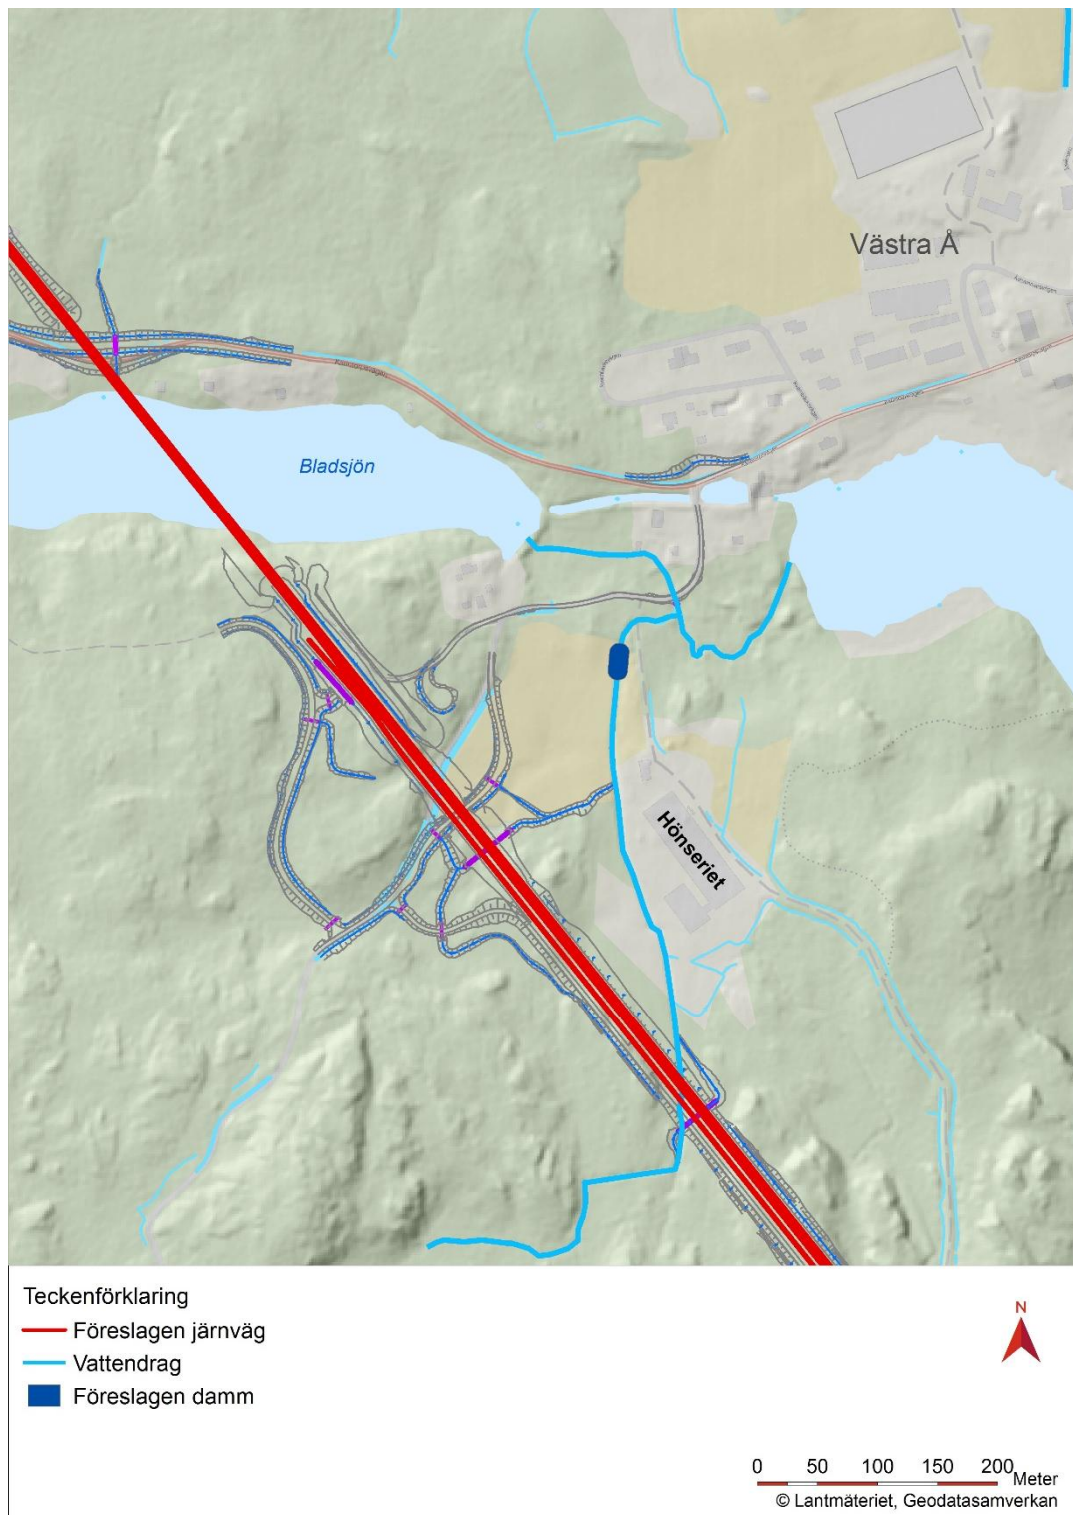 Västra Å
Bladsjön
Hönseriet
Teckenförklaring
Föreslagen järnväg
Vattendrag
Föreslagen damm
N
0 50 100 150 200 Meter
© Lantmäteriet, Geodatasamverkan